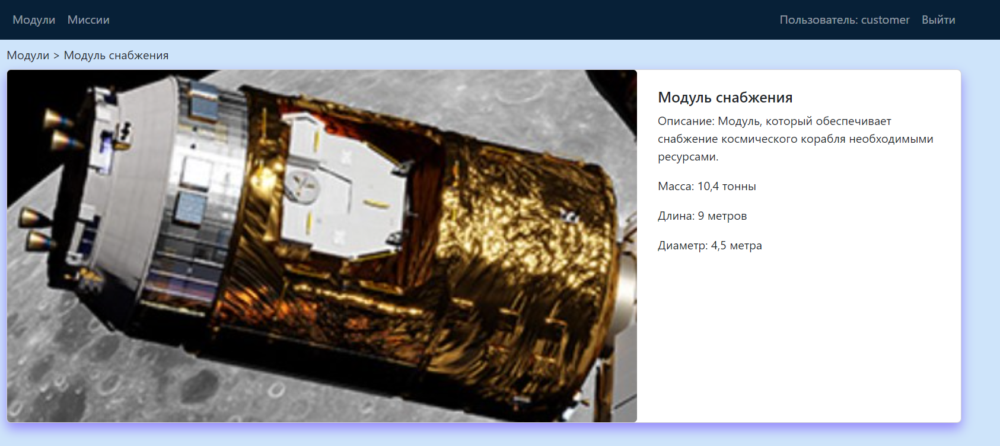 Модули Миссии Пользователь: customer Выйти
Модули > Модуль снабжения
Модуль снабжения
Описание: Модуль, который обеспечивает
снабжение космического корабля необходимыми
ресурсами.
Масса: 10,4 тонны
Длина: 9 метров
Диаметр: 4,5 метра